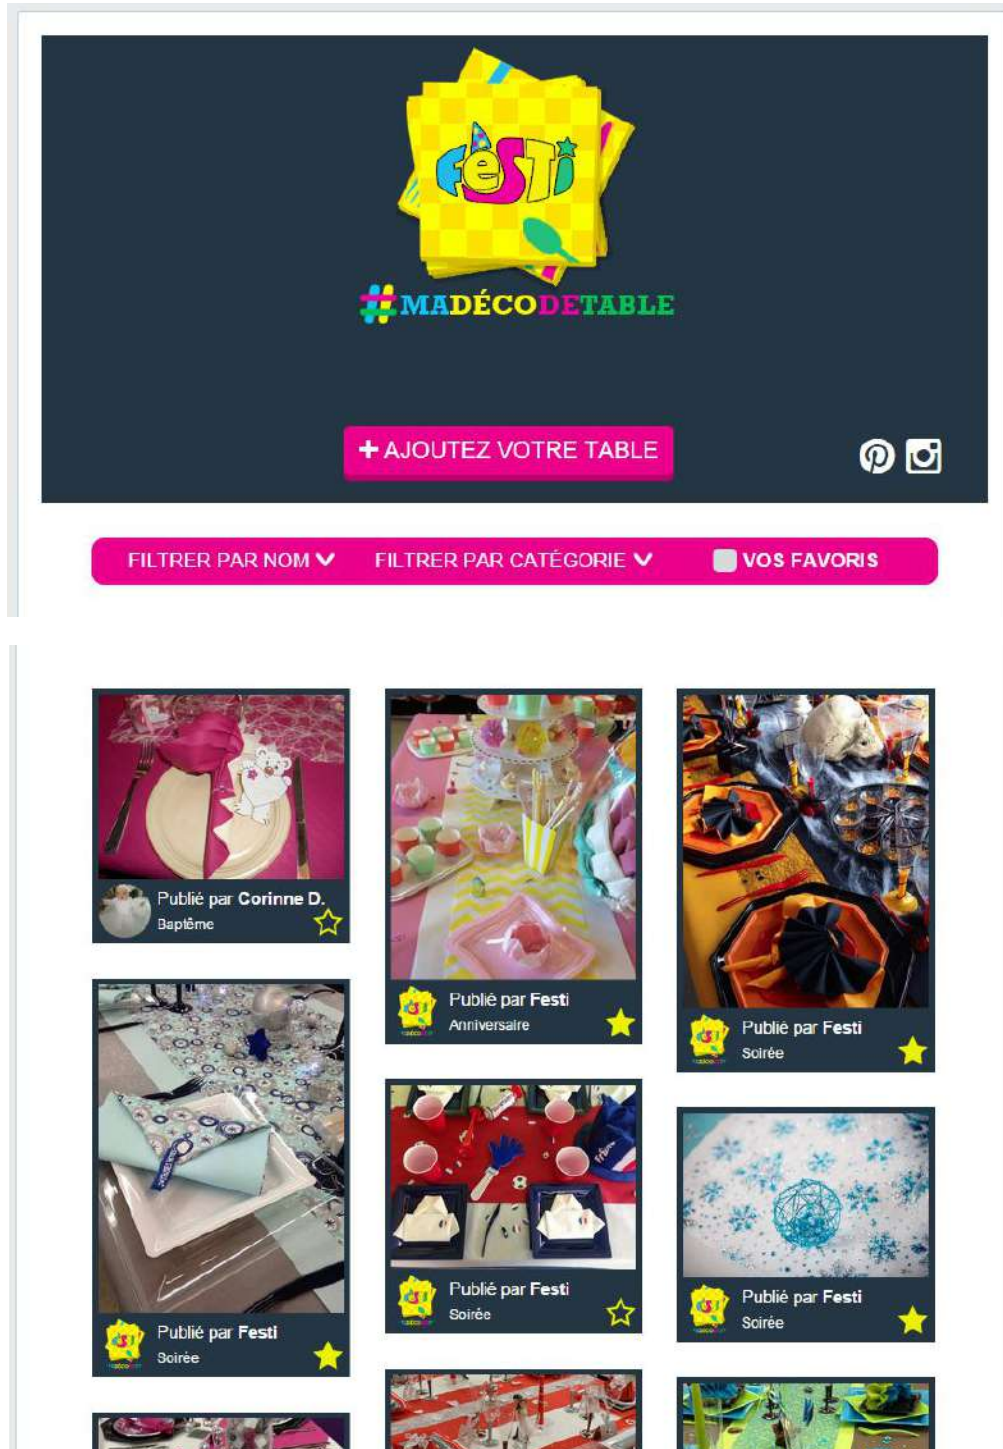 FêSTi
#MADÉCODETABLE
+ AJOUTEZ VOTRE TABLE
FILTRER PAR NOM
FILTRER PAR CATÉGORIE
VOS FAVORIS
Publié par Corinne D.
Baptême
Publié par Festi
Anniversaire
Publié par Festi
Soirée
Publié par Festi
Soirée
Publié par Festi
Soirée
Publié par Festi
Soirée